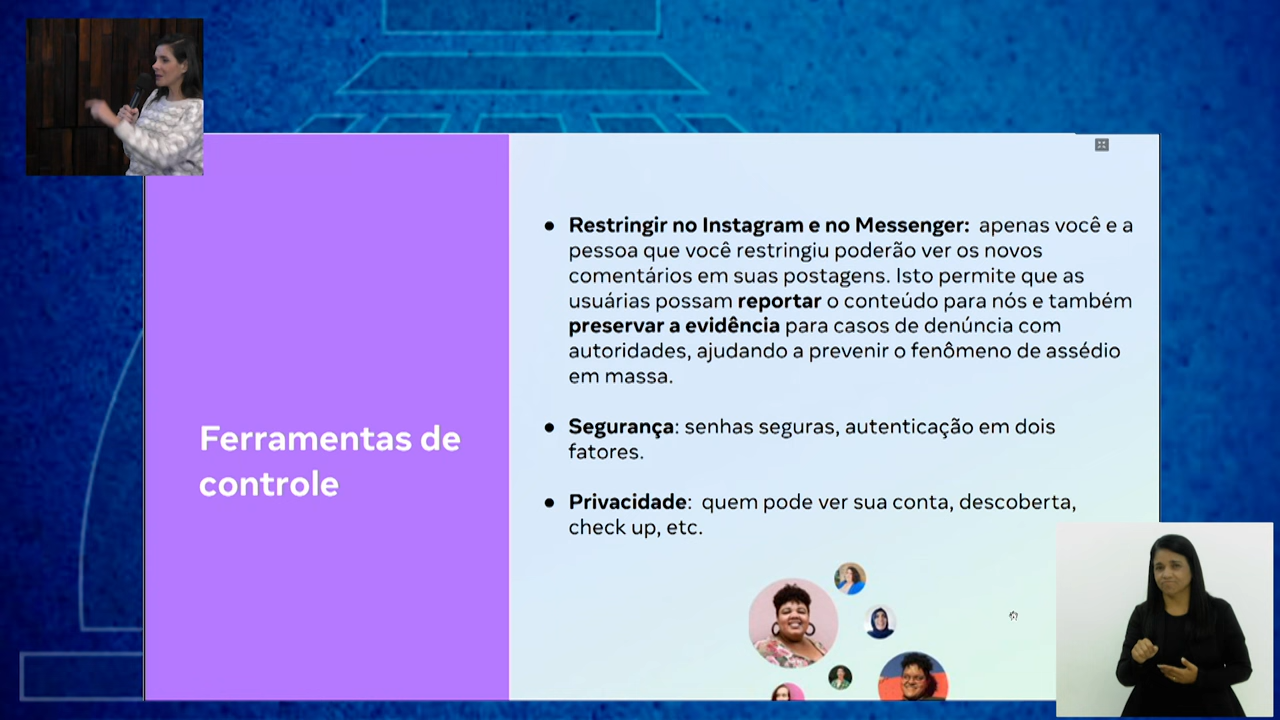 Ferramentas de
controle
● Restringir no Instagram e no Messenger: apenas você e a
pessoa que você restringiu poderão ver os novos
comentários em suas postagens. Isto permite que as
usuárias possam reportar o conteúdo para nós e também
preservar a evidência para casos de denúncia com
autoridades, ajudando a prevenir o fenômeno de assédio
em massa.
● Segurança: senhas seguras, autenticação em dois
fatores.
● Privacidade: quem pode ver sua conta, descoberta,
check up, etc.